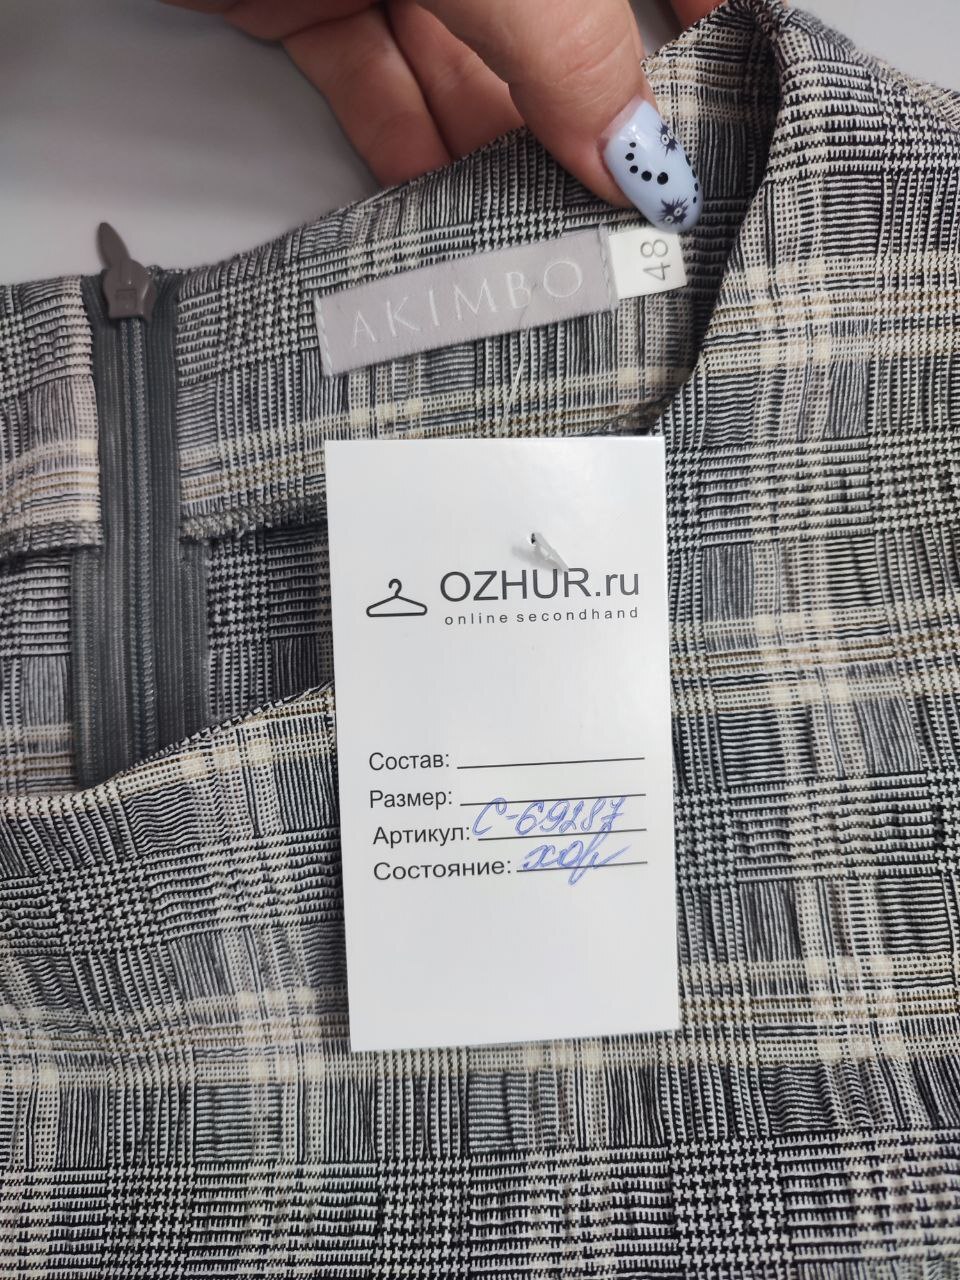 AKIMBO
48
OZHUR.ru
online secondhand
Состав:
Размер:
Артикул: С-69287
Состояние: хор